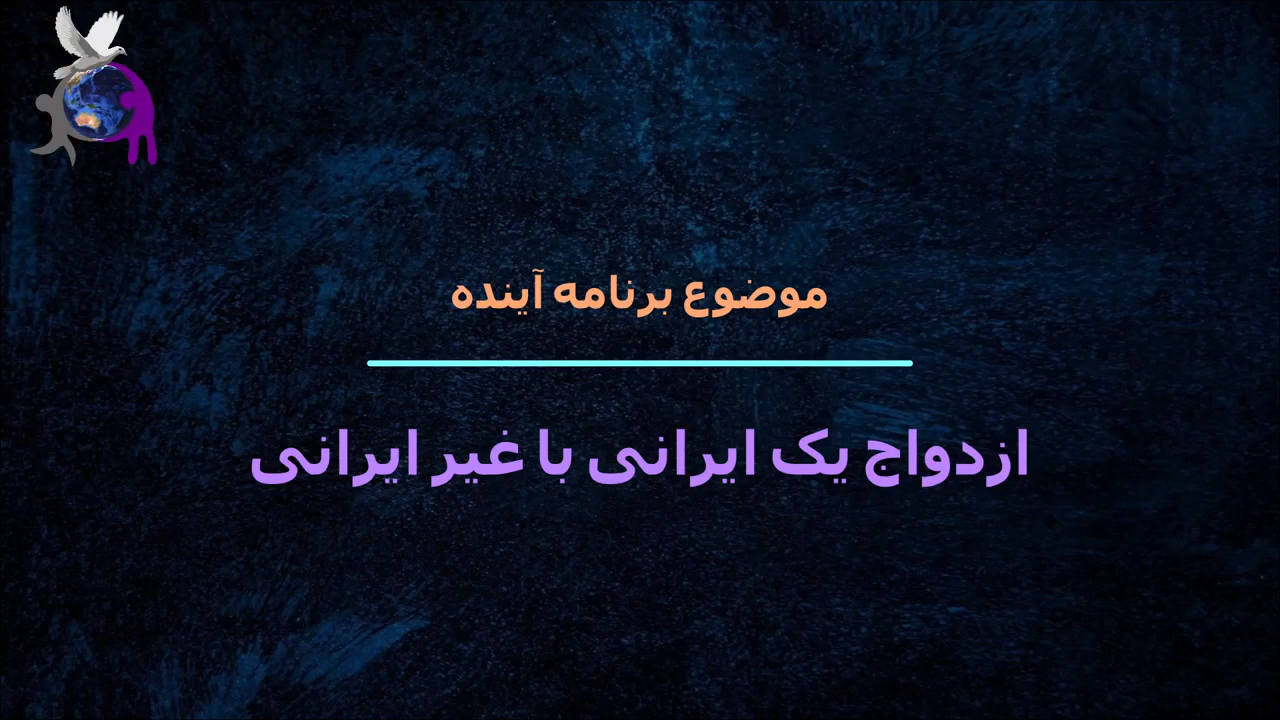 موضوع برنامه آینده
ازدواج یک ایرانی با غیر ایرانی